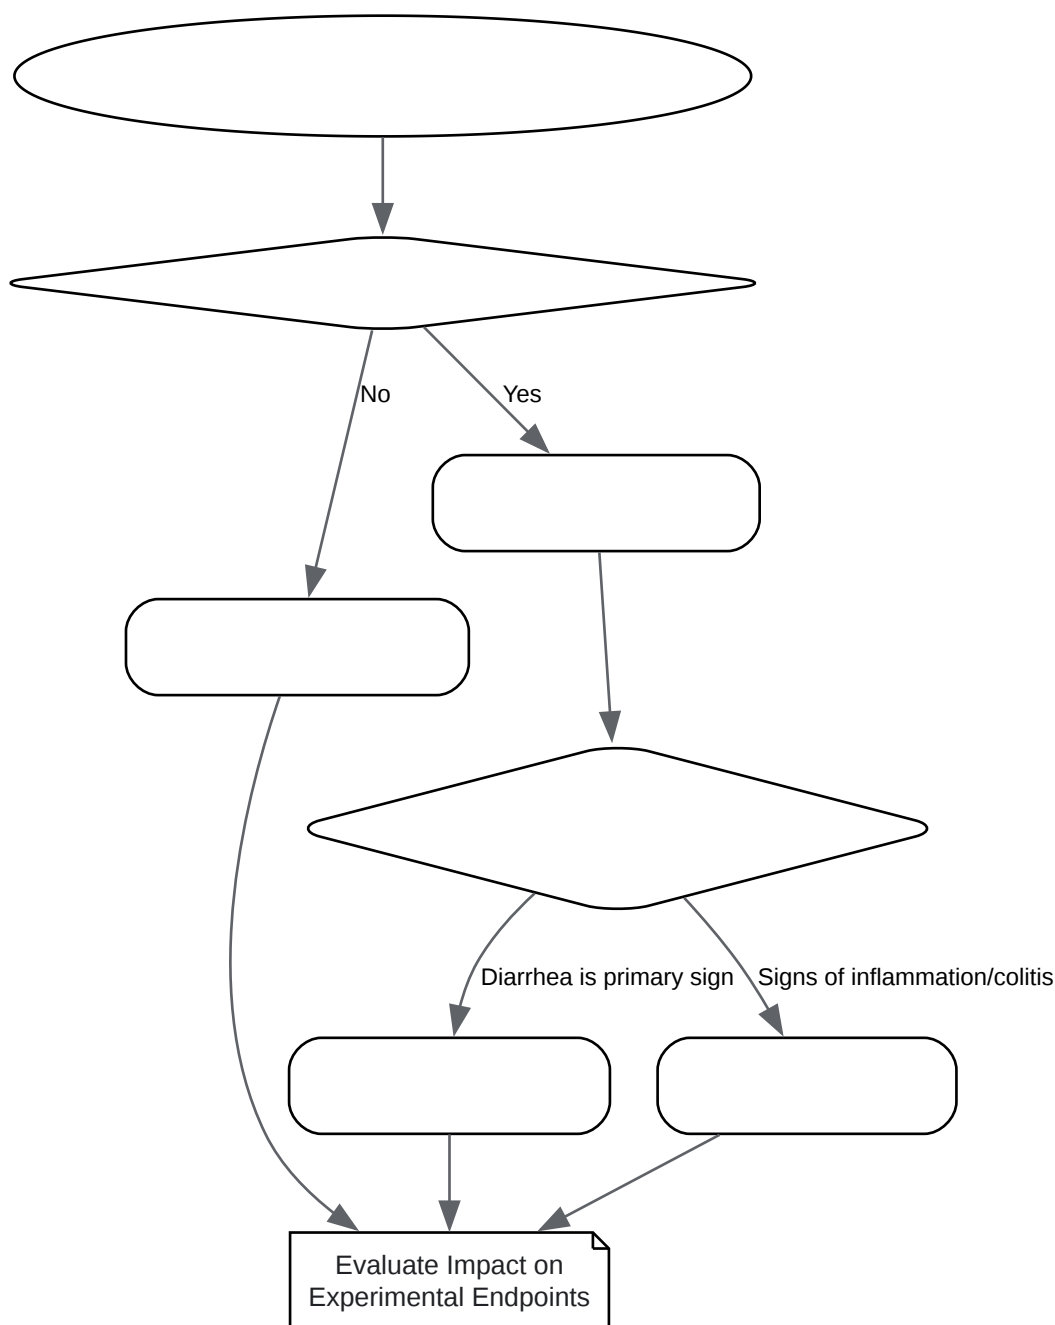 No
Yes
Diarrhea is primary sign
Signs of inflammation/colitis
Evaluate Impact on
Experimental Endpoints